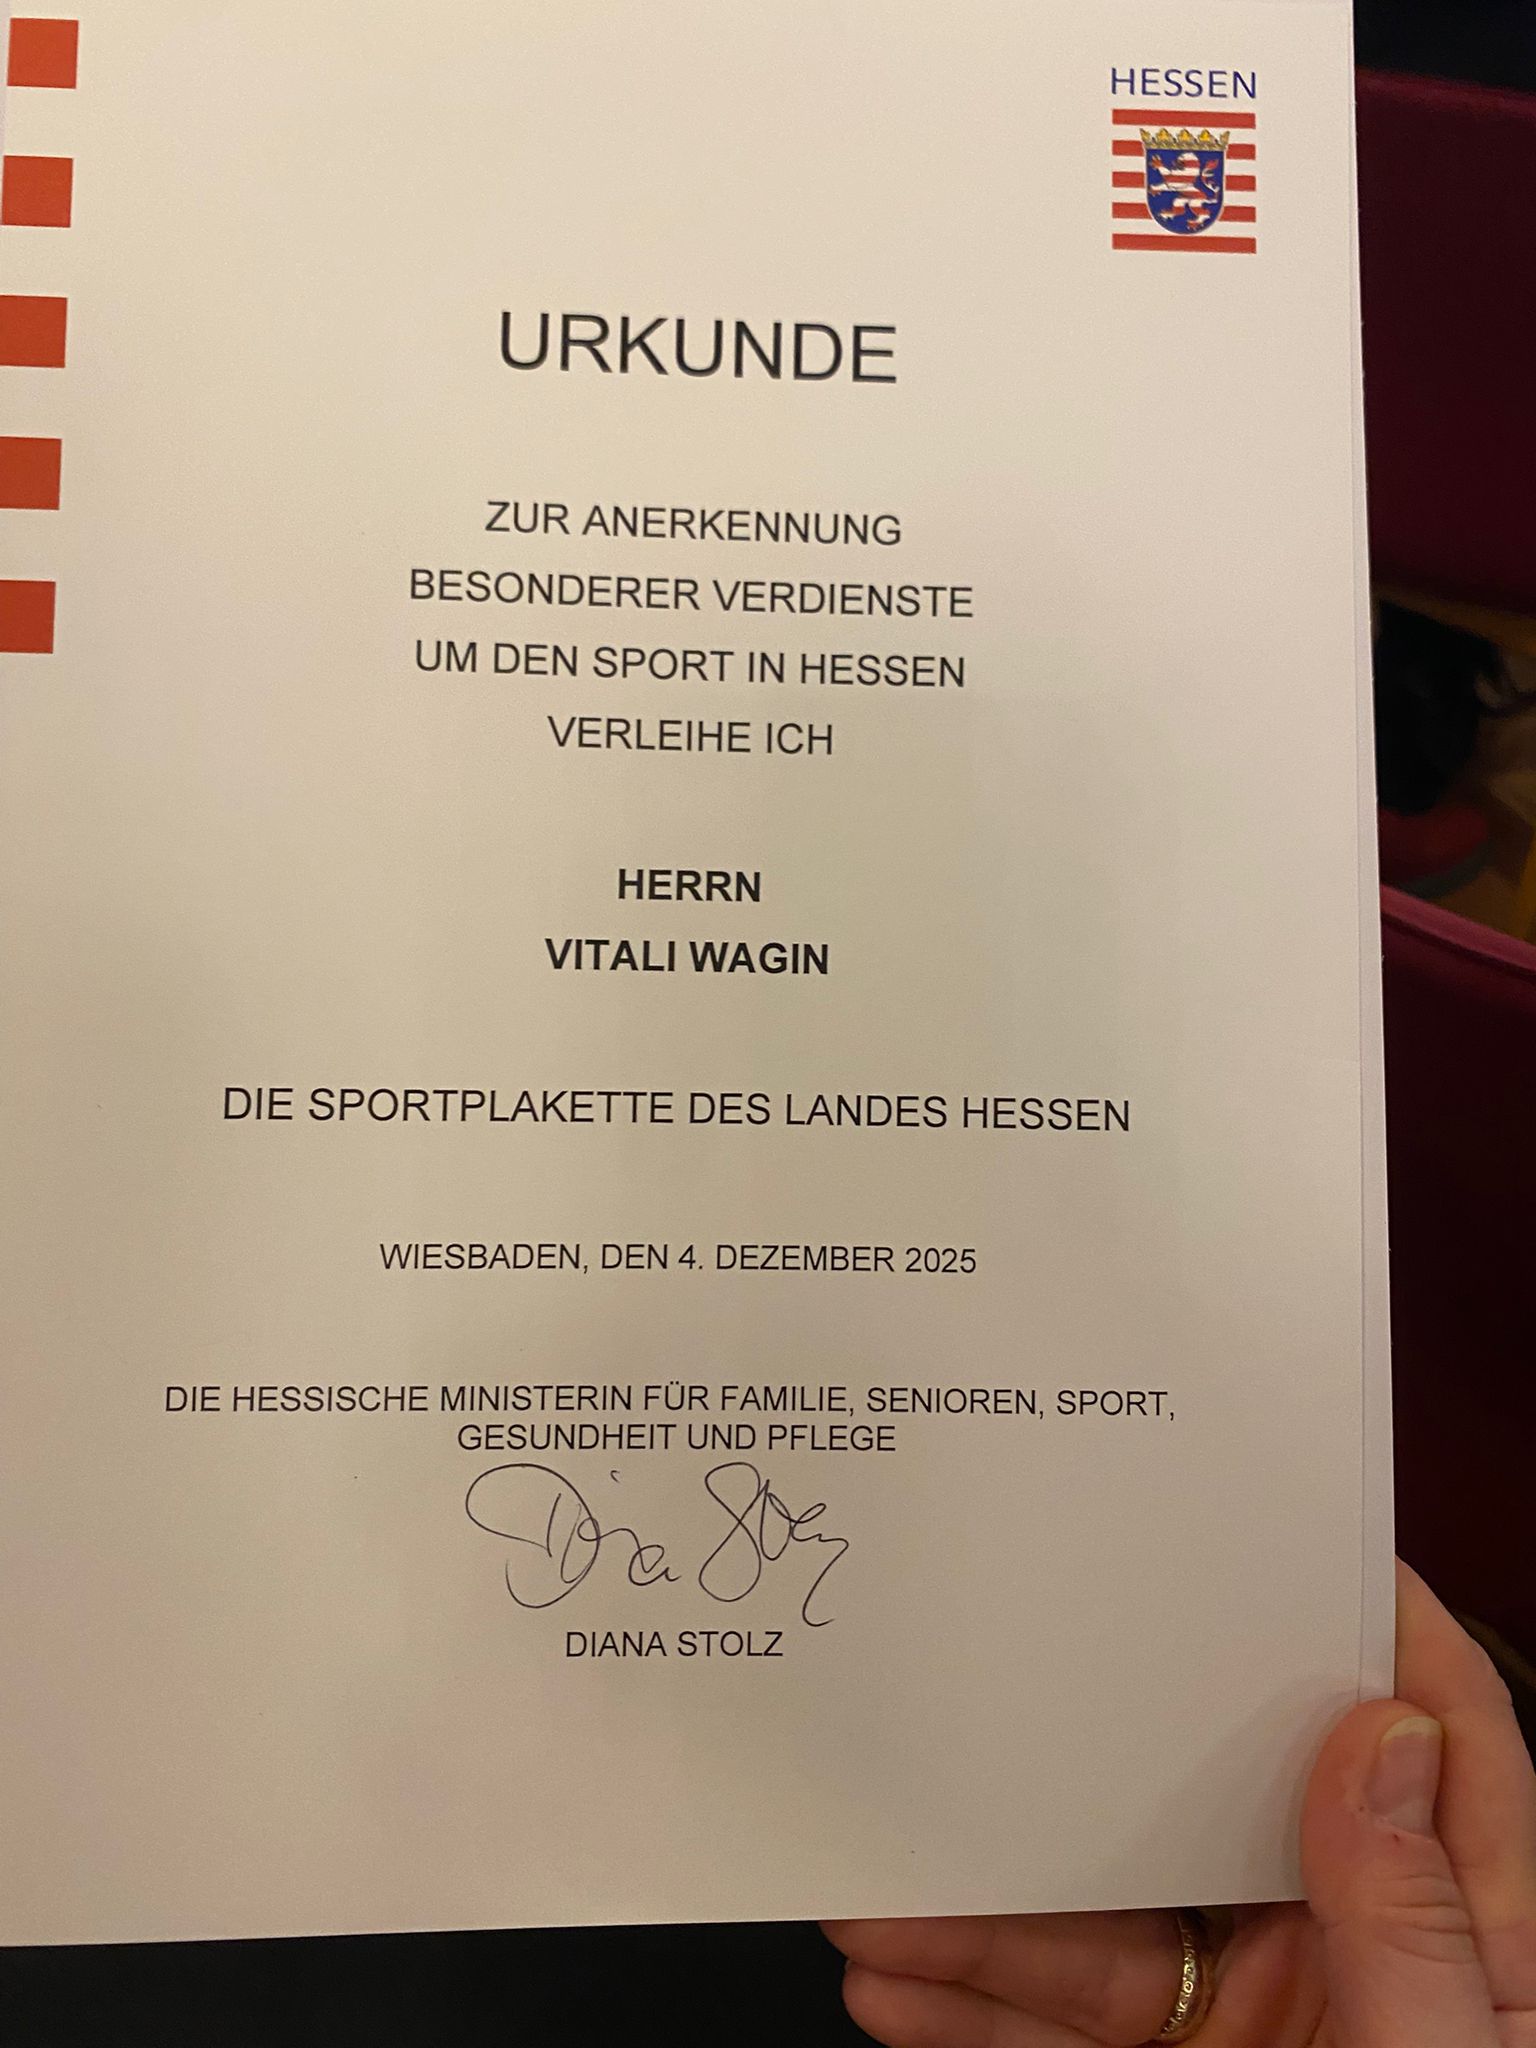 HESSEN
URKUNDE
ZUR ANERKENNUNG
BESONDERER VERDIENSTE
UM DEN SPORT IN HESSEN
VERLEIHE ICH
HERRN
VITALI WAGIN
DIE SPORTPLAKETTE DES LANDES HESSEN
WIESBADEN, DEN 4. DEZEMBER 2025
DIE HESSISCHE MINISTERIN FÜR FAMILIE, SENIOREN, SPORT,
GESUNDHEIT UND PFLEGE
Diana Stolz
DIANA STOLZ